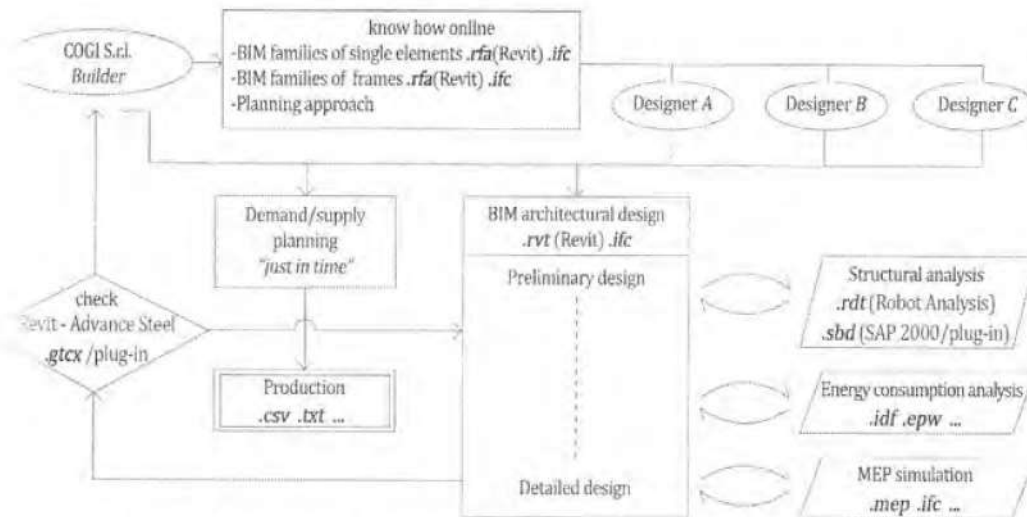 COGI S.r.l.
Builder
know how online
-BIM families of single elements .rfa(Revit) .ifc
-BIM families of frames .rfa(Revit) .ifc
-Planning approach
Designer A
Designer B
Designer C
Demand/supply
planning
"just in time"
BIM architectural design
.rvt (Revit) .ifc
Preliminary design
Structural analysis
.rdt (Robot Analysis)
.sbd (SAP 2000/plug-in)
check
Revit - Advance Steel
.gtcx /plug-in
Production
.csv .txt ...
Energy consumption analysis
.idf .epw ...
Detailed design
MEP simulation
.mep .ifc ...